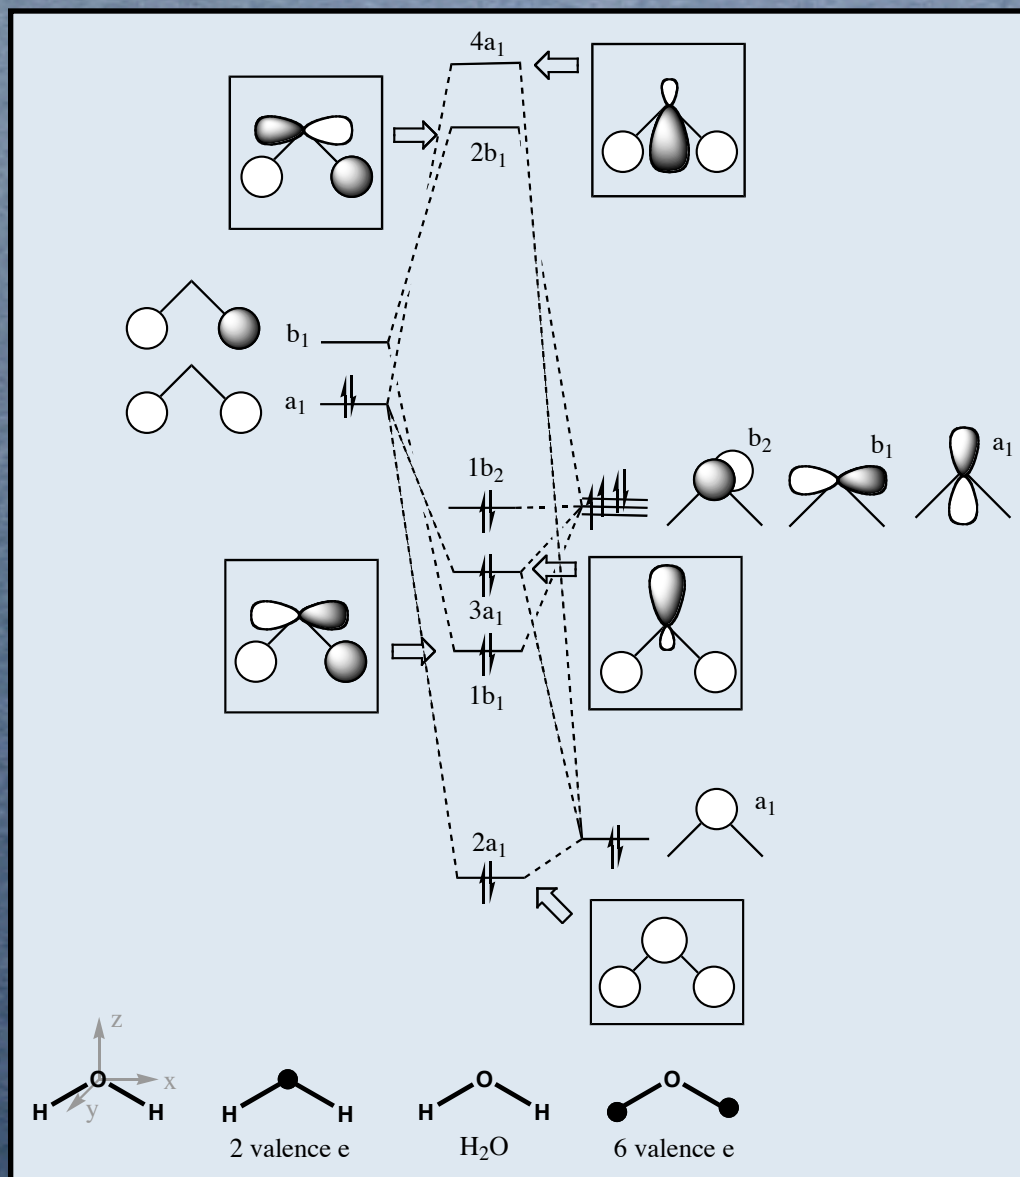 4a₁
2b₁
b₁
a₁
1b₂
b₂
b₁
a₁
3a₁
1b₁
2a₁
a₁
z
x
y
O
H
H
H
H
O
H
H
O
2 valence e
H₂O
6 valence e